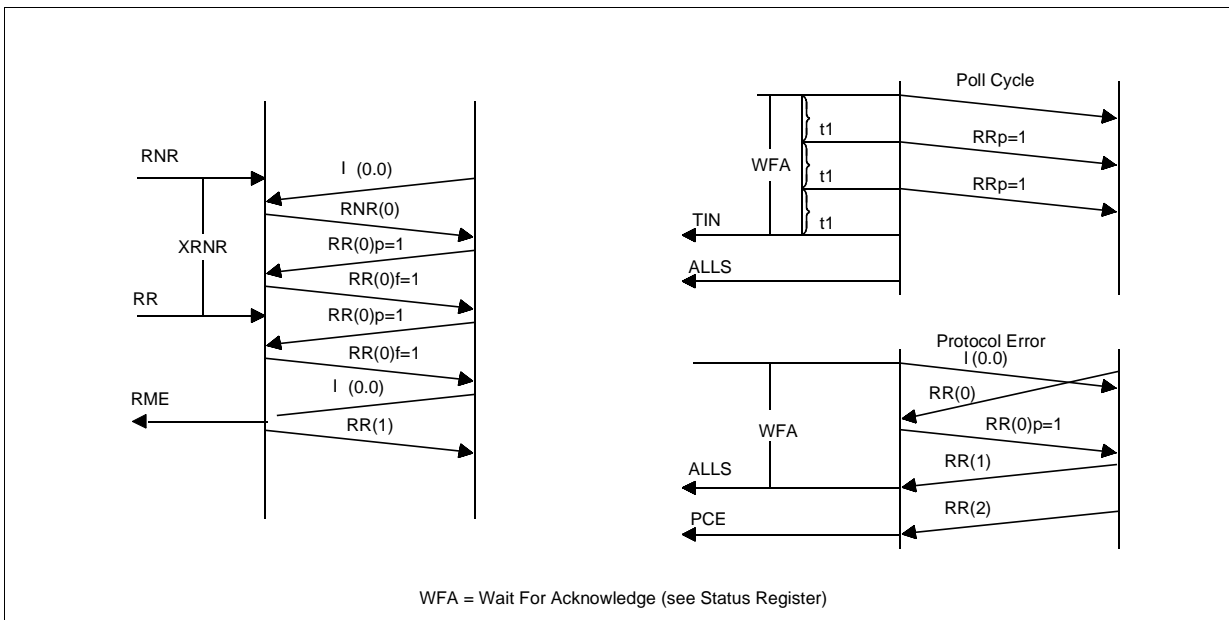 RNR
I (0.0)
RNR(0)
XRNR
RR(0)p=1
RR(0)f=1
RR
RR(0)p=1
RR(0)f=1
I (0.0)
RME
RR(1)
Poll Cycle
t1
RRp=1
WFA
t1
RRp=1
TIN
t1
ALLS
Protocol Error
I (0.0)
RR(0)
RR(0)p=1
WFA
RR(1)
ALLS
RR(2)
PCE
WFA = Wait For Acknowledge (see Status Register)